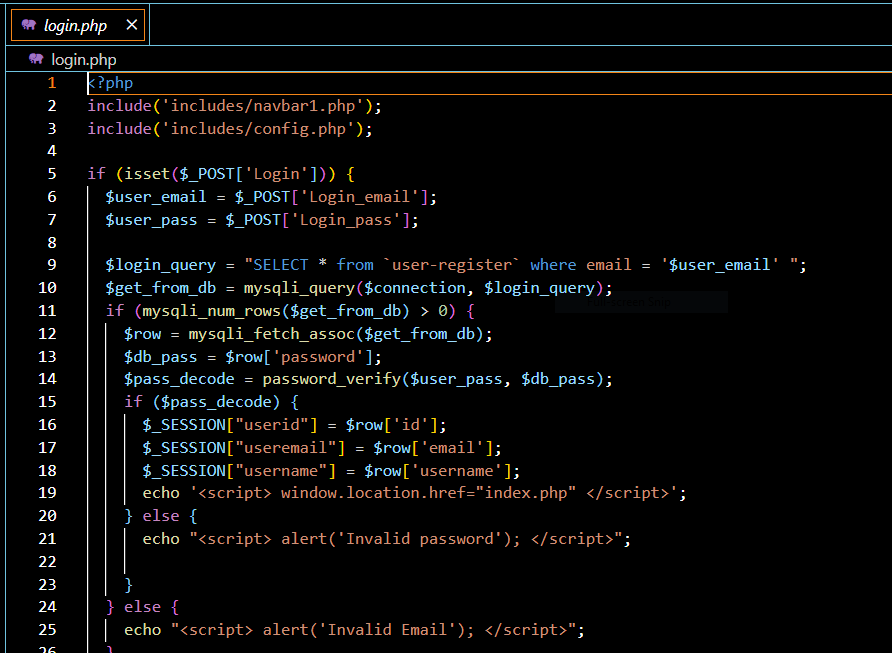 login.php ×
login.php
1 <?php
2 include('includes/navbar1.php');
3 include('includes/config.php');
4
5 if (isset($_POST['Login'])) {
6 $user_email = $_POST['Login_email'];
7 $user_pass = $_POST['Login_pass'];
8
9 $login_query = "SELECT * from `user-register` where email = '$user_email' ";
10 $get_from_db = mysqli_query($connection, $login_query);
11 if (mysqli_num_rows($get_from_db) > 0) {
12 $row = mysqli_fetch_assoc($get_from_db);
13 $db_pass = $row['password'];
14 $pass_decode = password_verify($user_pass, $db_pass);
15 if ($pass_decode) {
16 $_SESSION["userid"] = $row['id'];
17 $_SESSION["useremail"] = $row['email'];
18 $_SESSION["username"] = $row['username'];
19 echo '<script> window.location.href="index.php" </script>';
20 } else {
21 echo "<script> alert('Invalid password'); </script>";
22
23 }
24 } else {
25 echo "<script> alert('Invalid Email'); </script>";
26 }